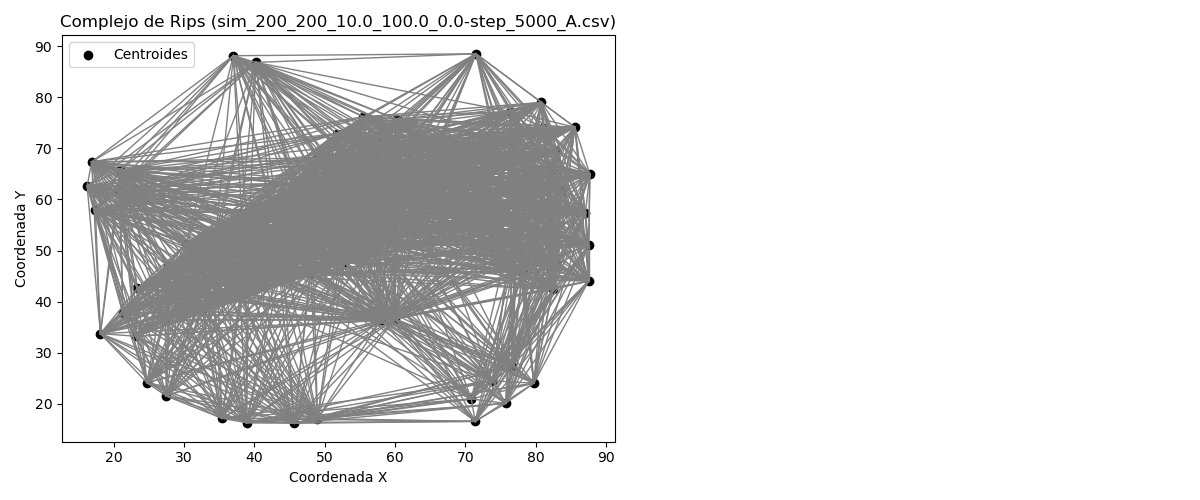 Complejo de Rips (sim_200_200_10.0_100.0_0.0-step_5000_A.csv)
Centroides
90
80
70
60
50
40
30
20
Coordenada Y
20 30 40 50 60 70 80 90
Coordenada X